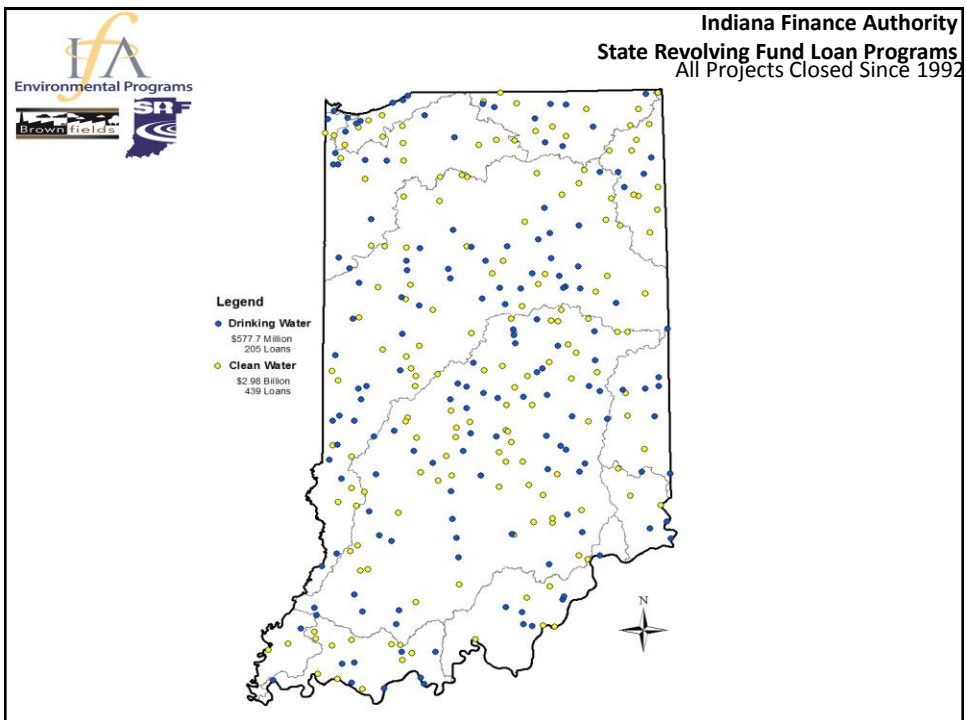 Indiana Finance Authority
State Revolving Fund Loan Programs
All Projects Closed Since 1992
IfA
Environmental Programs
Brownfields
SRF
Legend
Drinking Water
$577.7 Million
205 Loans
Clean Water
$2.98 Billion
439 Loans
N